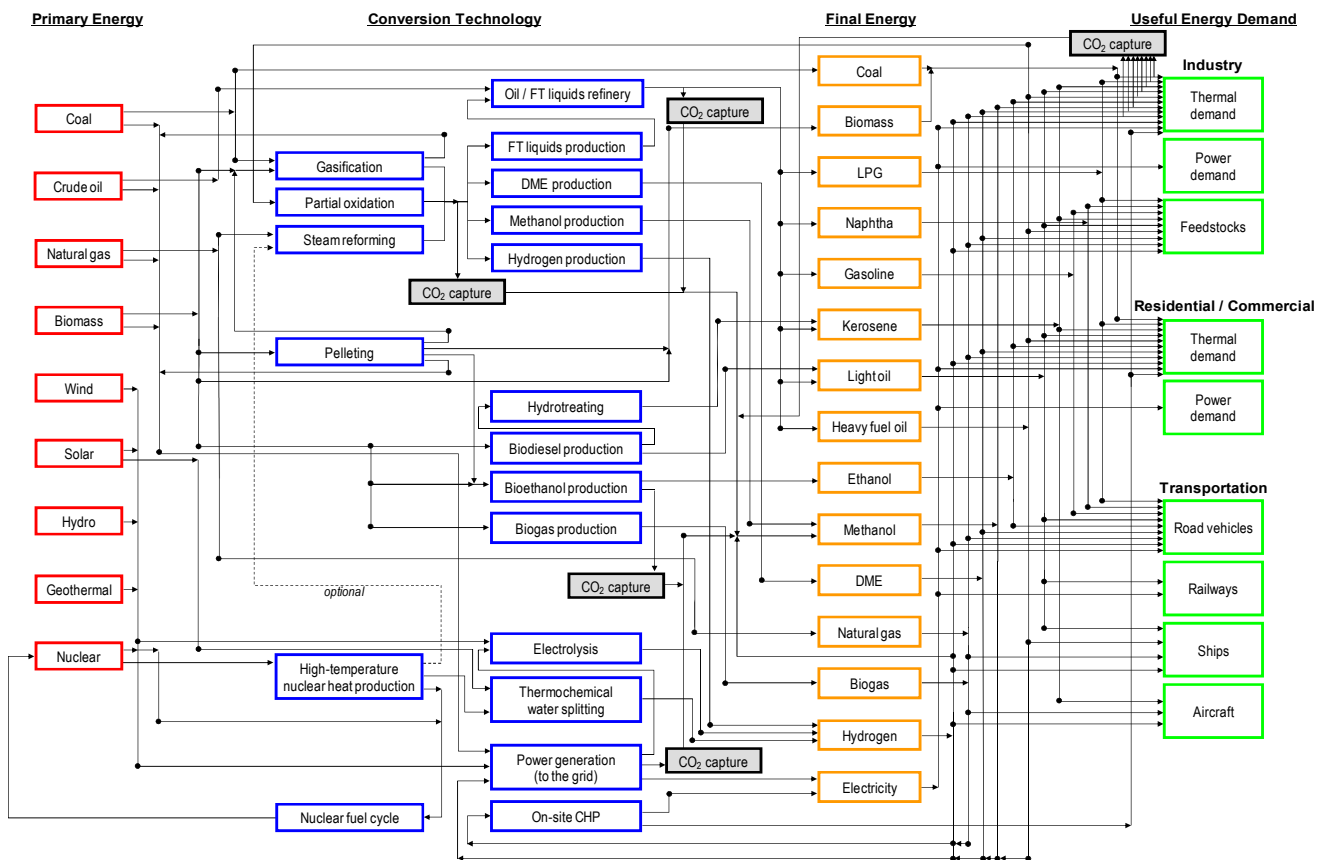 Primary Energy
Conversion Technology
Final Energy
Useful Energy Demand
Coal
Crude oil
Natural gas
Biomass
Wind
Solar
Hydro
Geothermal
Nuclear
Gasification
Partial oxidation
Steam reforming
Pelleting
optional
High-temperature
nuclear heat production
Nuclear fuel cycle
Oil / FT liquids refinery
FT liquids production
DME production
Methanol production
Hydrogen production
CO₂ capture
CO₂ capture
Hydrotreating
Biodiesel production
Bioethanol production
Biogas production
CO₂ capture
Electrolysis
Thermochemical
water splitting
Power generation
(to the grid)
CO₂ capture
On-site CHP
Coal
Biomass
LPG
Naphtha
Gasoline
Kerosene
Light oil
Heavy fuel oil
Ethanol
Methanol
DME
Natural gas
Biogas
Hydrogen
Electricity
CO₂ capture
Industry
Thermal
demand
Power
demand
Feedstocks
Residential / Commercial
Thermal
demand
Power
demand
Transportation
Road vehicles
Railways
Ships
Aircraft